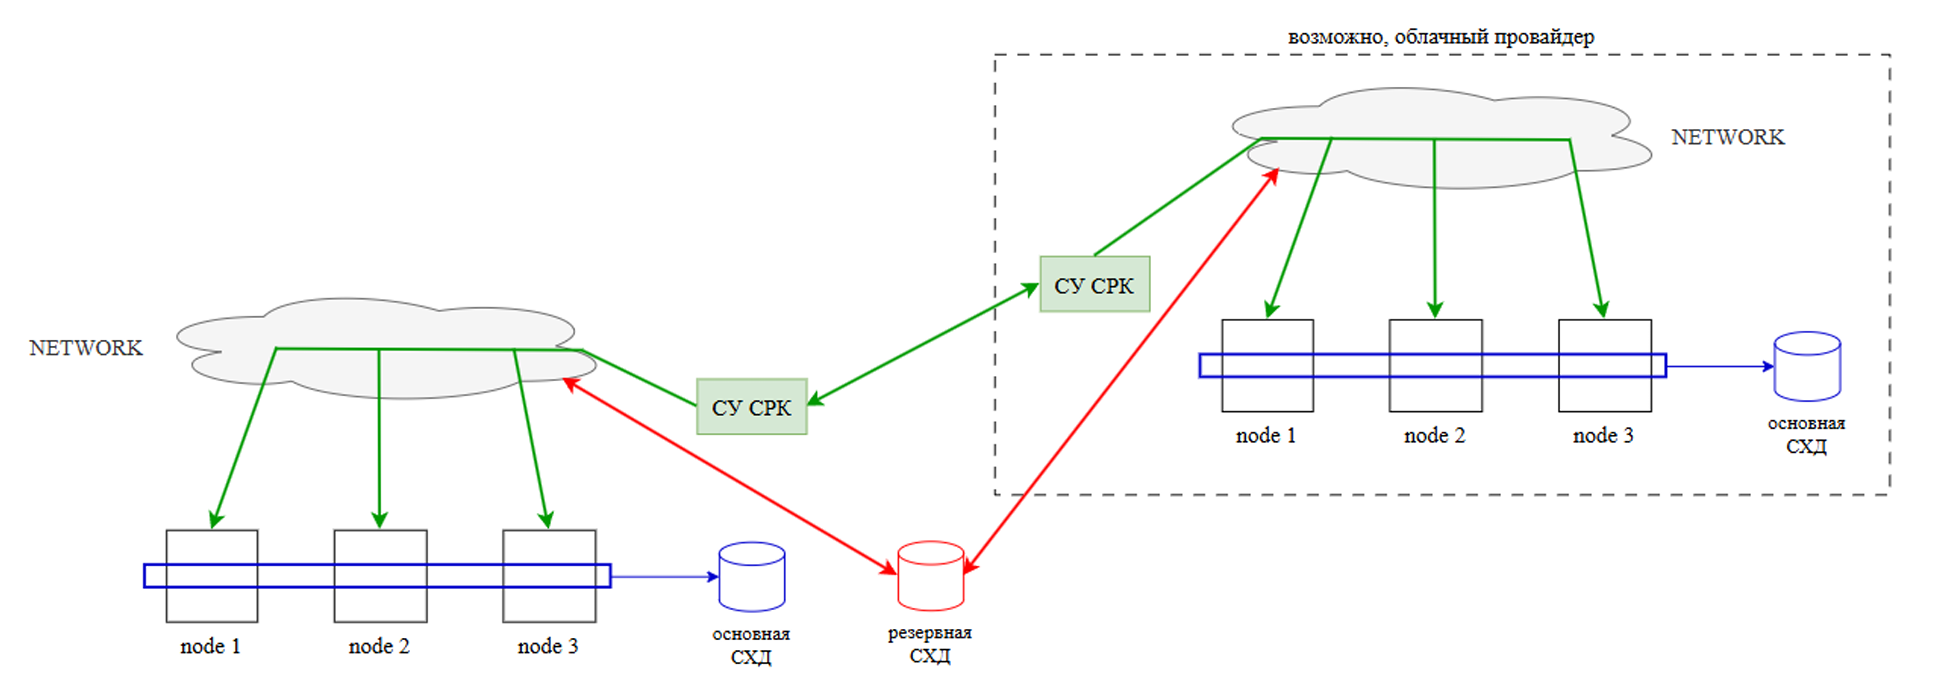 возможно, облачный провайдер
NETWORK
СУ СРК
node 1
node 2
node 3
основная
СХД
NETWORK
СУ СРК
node 1
node 2
node 3
основная
СХД
резервная
СХД